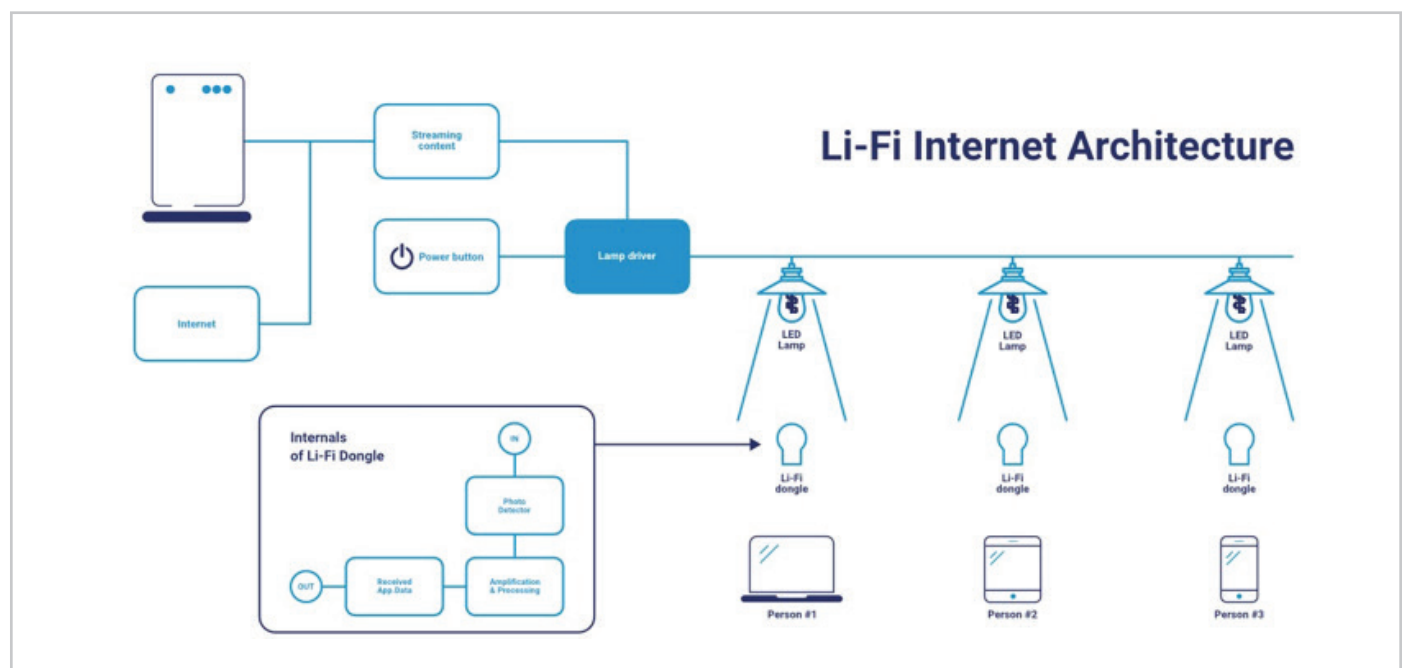 Li-Fi Internet Architecture
Streaming
content
Power button
Lamp driver
Internet
LED
Lamp
LED
Lamp
LED
Lamp
Internals
of Li-Fi Dongle
IN
Photo
Detector
Amplification
& Processing
Received
App.Data
OUT
Li-Fi
dongle
Li-Fi
dongle
Li-Fi
dongle
Person #1
Person #2
Person #3